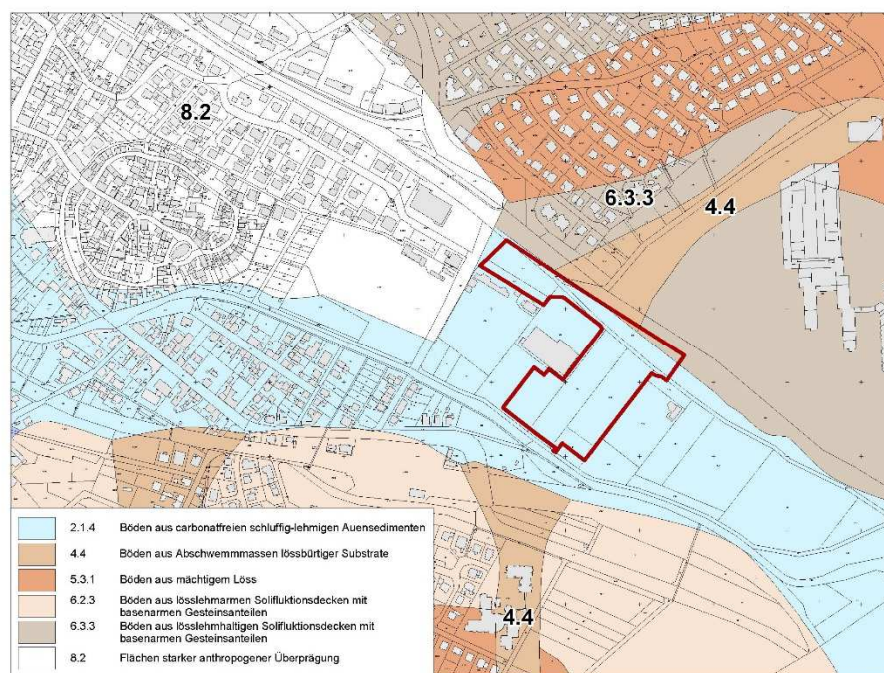 8.2
6.3.3
4.4
4.4
2.1.4 Böden aus carbonatfreien schluffig-lehmigen Auensedimenten
4.4 Böden aus Abschwemmmassen lössbürtiger Substrate
5.3.1 Böden aus mächtigem Löss
6.2.3 Böden aus lösslehmarmen Solifluktionsdecken mit
basenarmen Gesteinsanteilen
6.3.3 Böden aus lösslehmhaltigen Solifluktionsdecken mit
basenarmen Gesteinsanteilen
8.2 Flächen starker anthropogener Überprägung